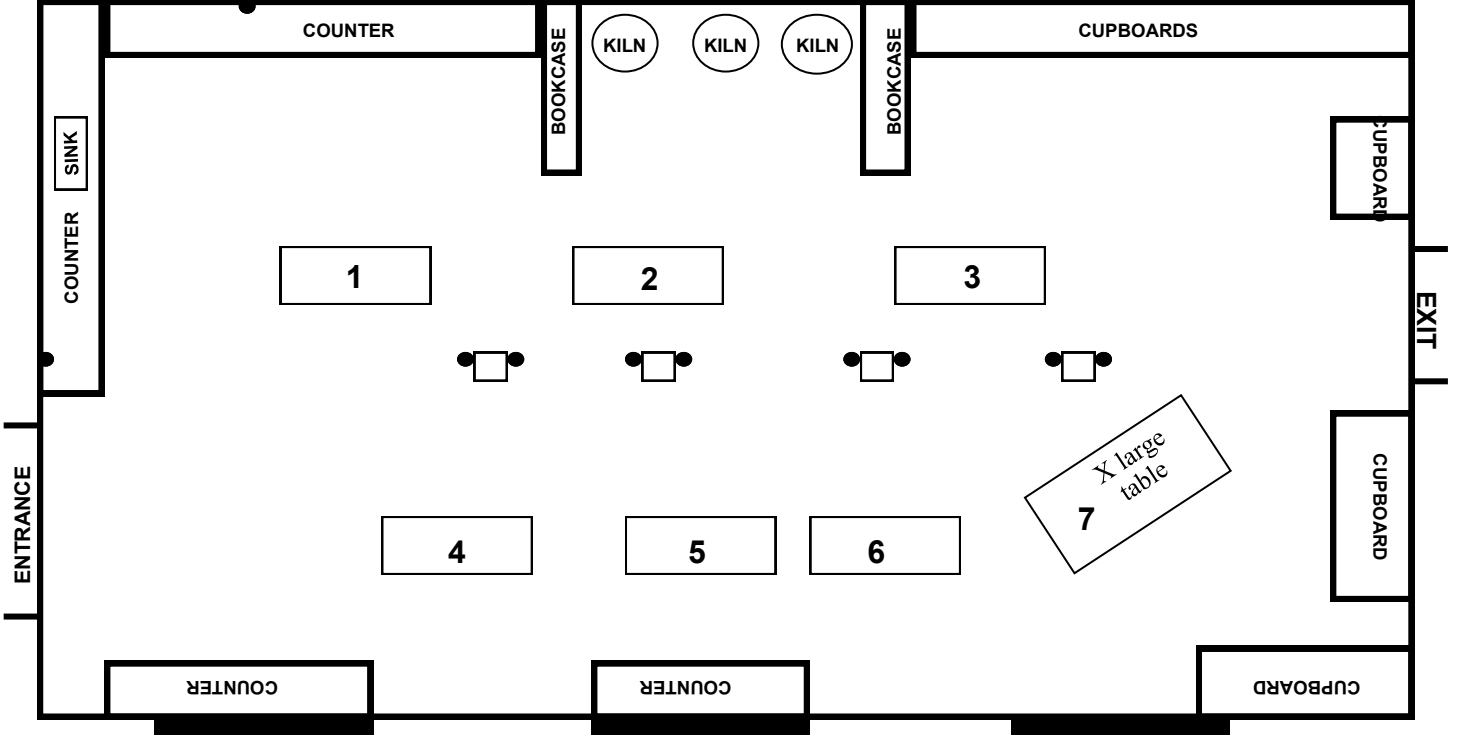 COUNTER
BOOKCASE
KILN
KILN
KILN
BOOKCASE
CUPBOARDS
SINK
COUNTER
CUPBOARD
1
2
3
EXIT
ENTRANCE
4
5
6
7
X large
table
CUPBOARD
COUNTER
COUNTER
CUPBOARD